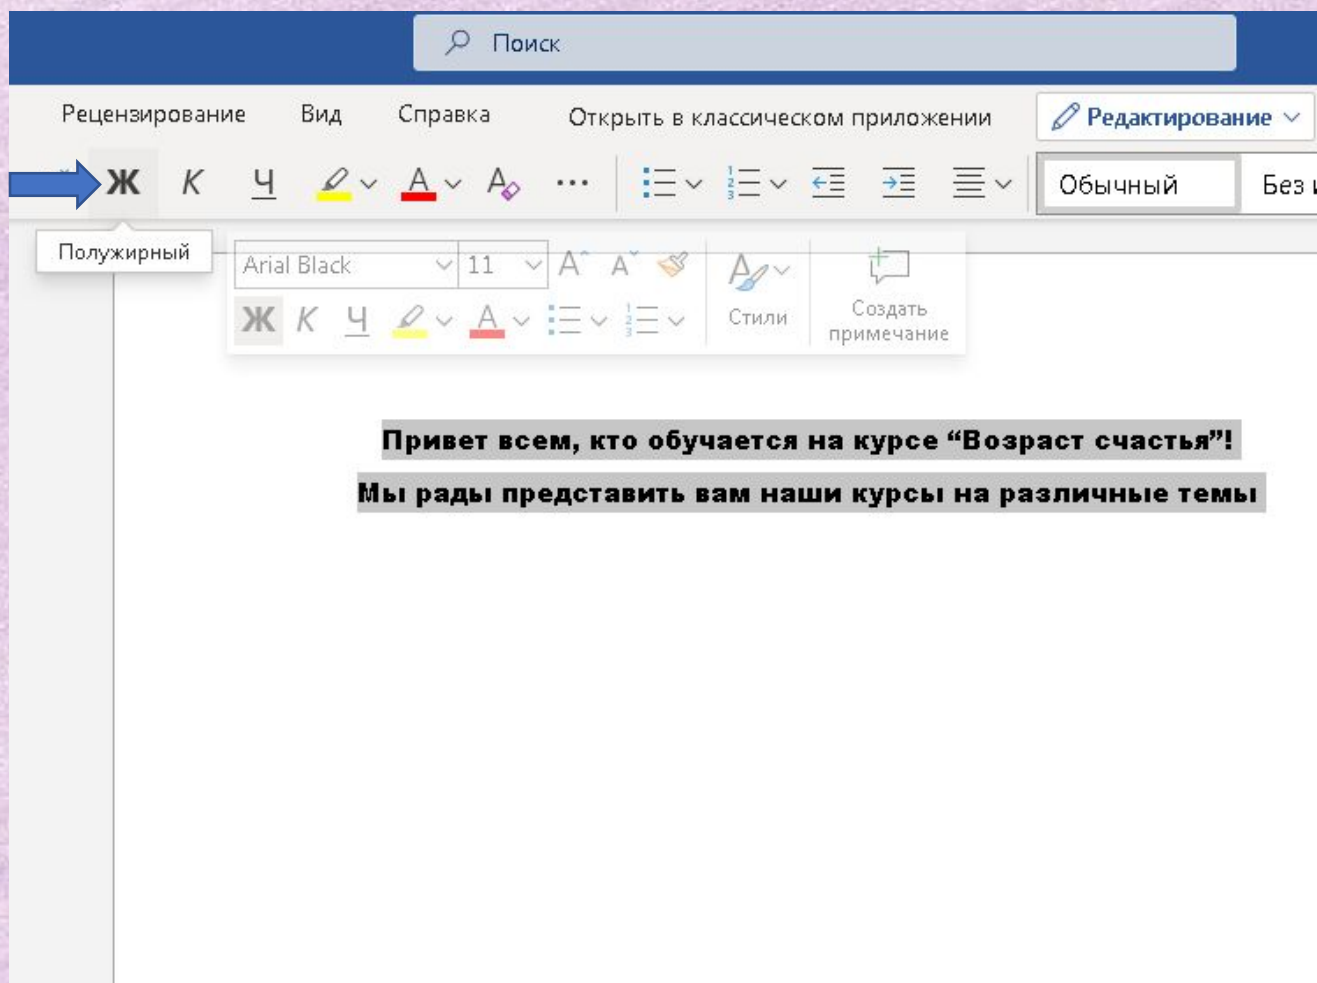 Поиск
Рецензирование Вид Справка Открыть в классическом приложении Редактирование
Ж К Ч А А ... Обычный Без
Полужирный
Arial Black 11 А А Стили Создать примечание
Ж К Ч А
Привет всем, кто обучается на курсе “Возраст счастья”!
Мы рады представить вам наши курсы на различные темы